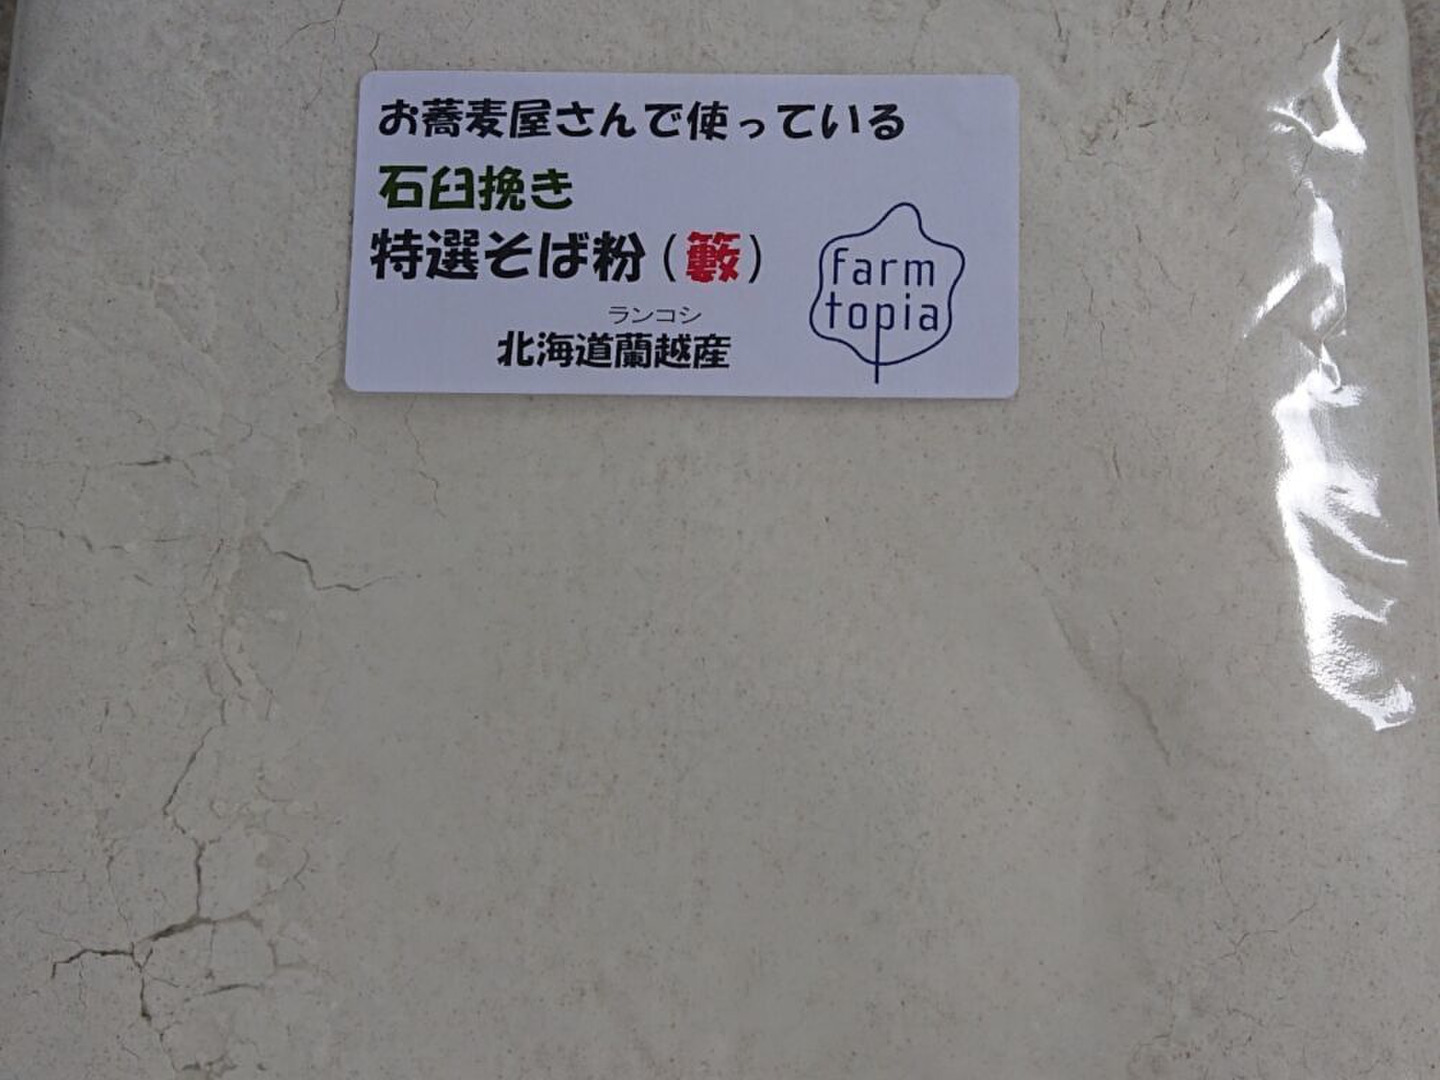 お蕎麦屋さんで使っている
石臼挽き
特選そば粉（籔）
ランコシ
北海道蘭越産
farm
topia